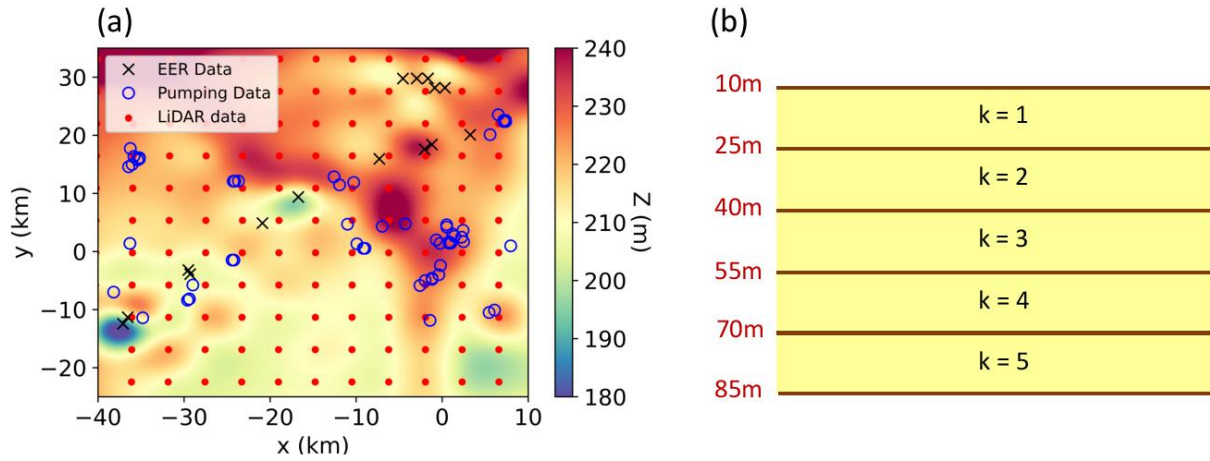 (a)
EER Data
Pumping Data
LiDAR data
30
20
10
0
−10
−20
y (km)
−40
−30
−20
−10
0
10
x (km)
240
230
220
210
200
190
180
Z (m)
(b)
10m
k = 1
25m
k = 2
40m
k = 3
55m
k = 4
70m
k = 5
85m